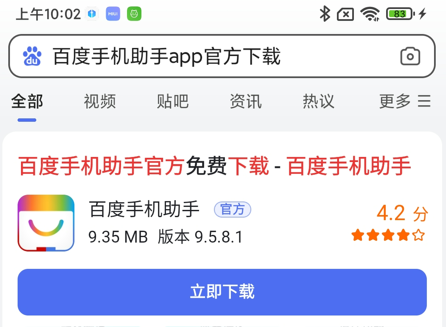 上午10:02
83
百度手机助手app官方下载
全部 视频 贴吧 资讯 热议 更多
百度手机助手官方免费下载 - 百度手机助手
百度手机助手 官方
9.35 MB 版本 9.5.8.1
4.2 分
立即下载